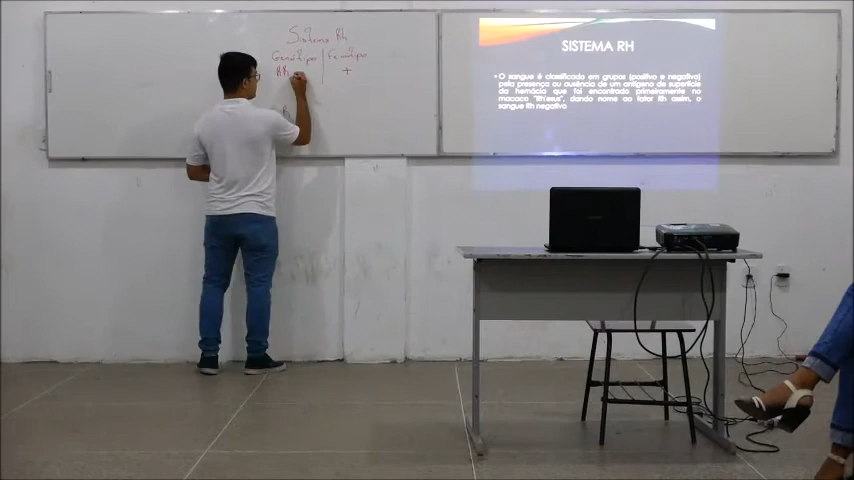 Sistema Rh
Genótipo | Fenótipo
RR +
SISTEMA RH
• O sangue é classificado em grupos (positivo e negativo)
pela presença ou ausência de um antígeno de superfície
da hemácia que foi encontrado primeiramente no
macaco "Rh'esus", dando nome ao fator Rh assim, o
sangue Rh negativo